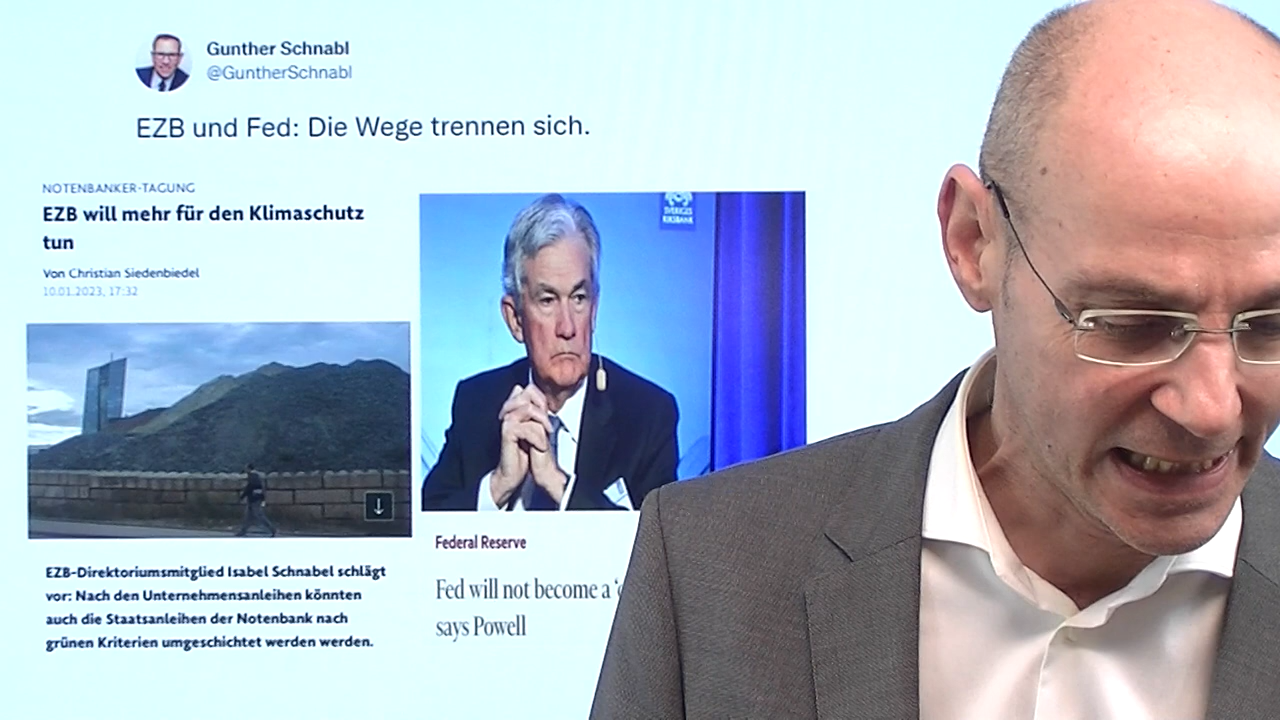 Gunther Schnabl
@GuntherSchnabl
EZB und Fed: Die Wege trennen sich.
NOTENBANKER-TAGUNG
EZB will mehr für den Klimaschutz
tun
Von Christian Siedenbiedel
10.01.2023, 17:32
SVERIGES
RIKSBANK
EZB-Direktoriumsmitglied Isabel Schnabel schlägt
vor: Nach den Unternehmensanleihen könnten
auch die Staatsanleihen der Notenbank nach
grünen Kriterien umgeschichtet werden werden.
Federal Reserve
Fed will not become a
says Powell